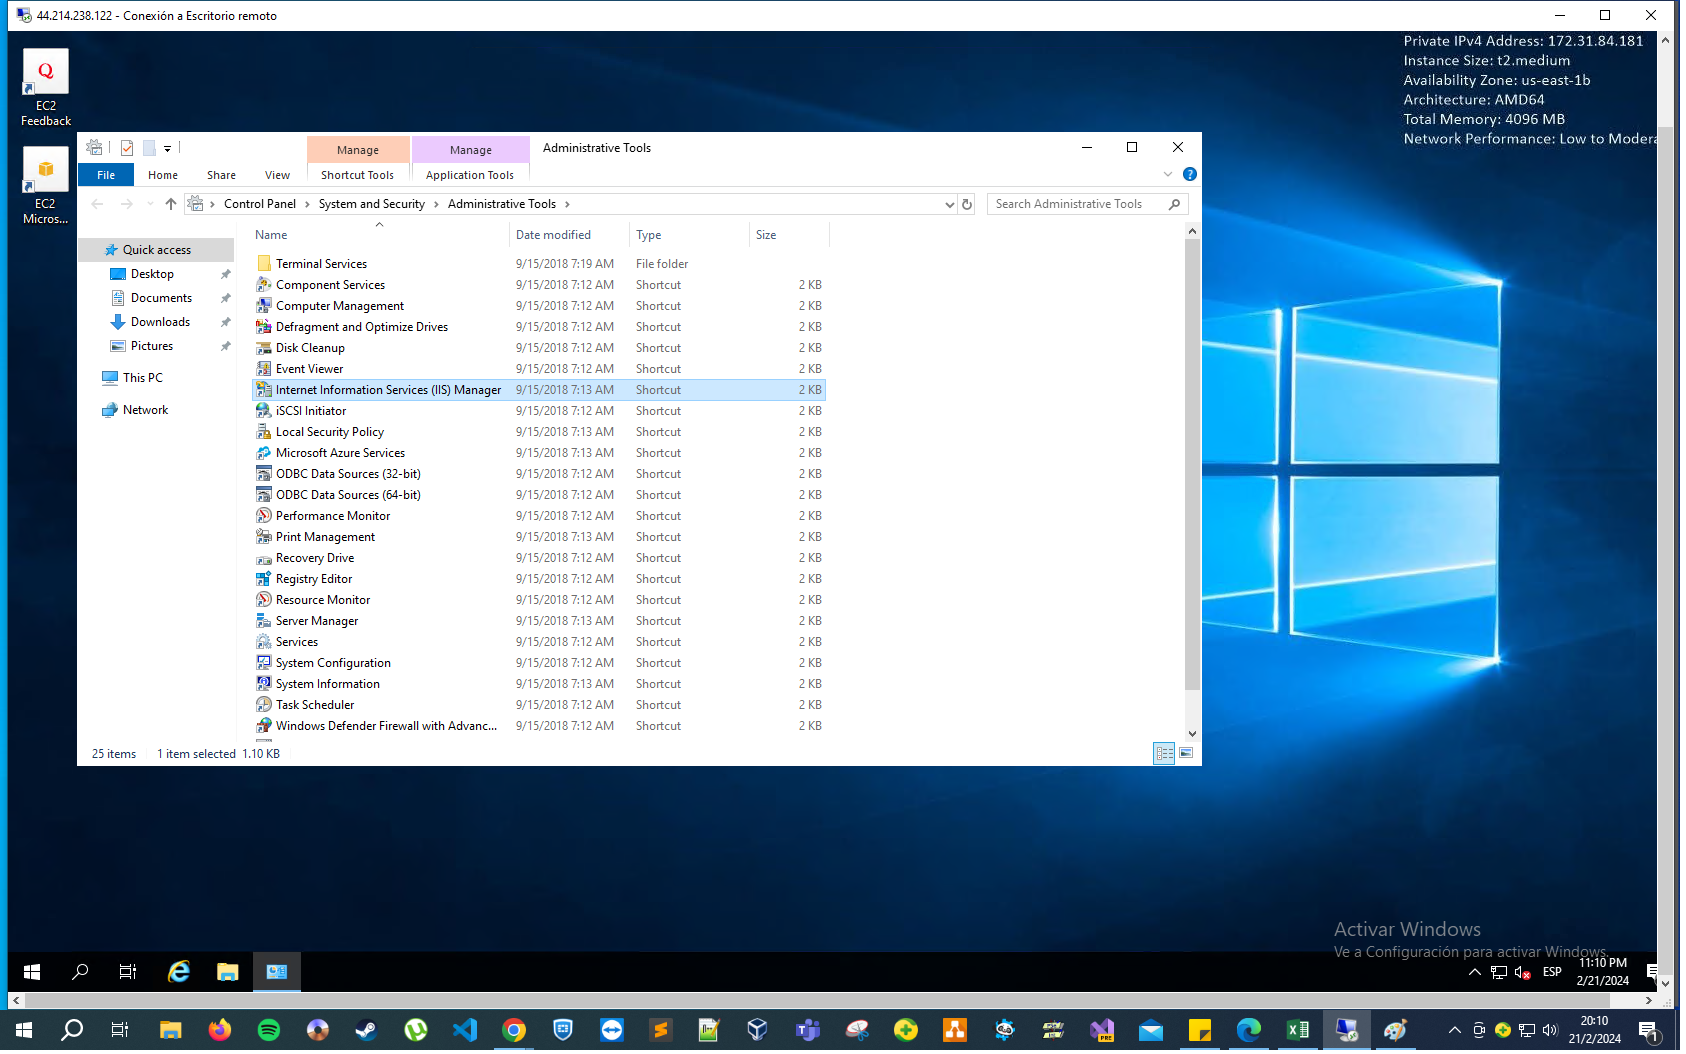 44.214.238.122 - Conexión a Escritorio remoto
Private IPv4 Address: 172.31.84.181
Instance Size: t2.medium
Availability Zone: us-east-1b
Architecture: AMD64
Total Memory: 4096 MB
Network Performance: Low to Modera
EC2
Feedback
EC2
Micros...
Manage
Manage
Administrative Tools
File
Home
Share
View
Shortcut Tools
Application Tools
Control Panel > System and Security > Administrative Tools >
Search Administrative Tools
Quick access
Desktop
Documents
Downloads
Pictures
This PC
Network
Name Date modified Type Size
Terminal Services 9/15/2018 7:19 AM File folder
Component Services 9/15/2018 7:12 AM Shortcut 2 KB
Computer Management 9/15/2018 7:12 AM Shortcut 2 KB
Defragment and Optimize Drives 9/15/2018 7:12 AM Shortcut 2 KB
Disk Cleanup 9/15/2018 7:12 AM Shortcut 2 KB
Event Viewer 9/15/2018 7:12 AM Shortcut 2 KB
Internet Information Services (IIS) Manager 9/15/2018 7:13 AM Shortcut 2 KB
iSCSI Initiator 9/15/2018 7:12 AM Shortcut 2 KB
Local Security Policy 9/15/2018 7:13 AM Shortcut 2 KB
Microsoft Azure Services 9/15/2018 7:13 AM Shortcut 2 KB
ODBC Data Sources (32-bit) 9/15/2018 7:12 AM Shortcut 2 KB
ODBC Data Sources (64-bit) 9/15/2018 7:12 AM Shortcut 2 KB
Performance Monitor 9/15/2018 7:12 AM Shortcut 2 KB
Print Management 9/15/2018 7:13 AM Shortcut 2 KB
Recovery Drive 9/15/2018 7:12 AM Shortcut 2 KB
Registry Editor 9/15/2018 7:12 AM Shortcut 2 KB
Resource Monitor 9/15/2018 7:12 AM Shortcut 2 KB
Server Manager 9/15/2018 7:13 AM Shortcut 2 KB
Services 9/15/2018 7:12 AM Shortcut 2 KB
System Configuration 9/15/2018 7:12 AM Shortcut 2 KB
System Information 9/15/2018 7:13 AM Shortcut 2 KB
Task Scheduler 9/15/2018 7:12 AM Shortcut 2 KB
Windows Defender Firewall with Advanc... 9/15/2018 7:12 AM Shortcut 2 KB
25 items 1 item selected 1.10 KB
Activar Windows
Ve a Configuración para activar Windows.
ESP
11:10 PM
2/21/2024
20:10
21/2/2024
1